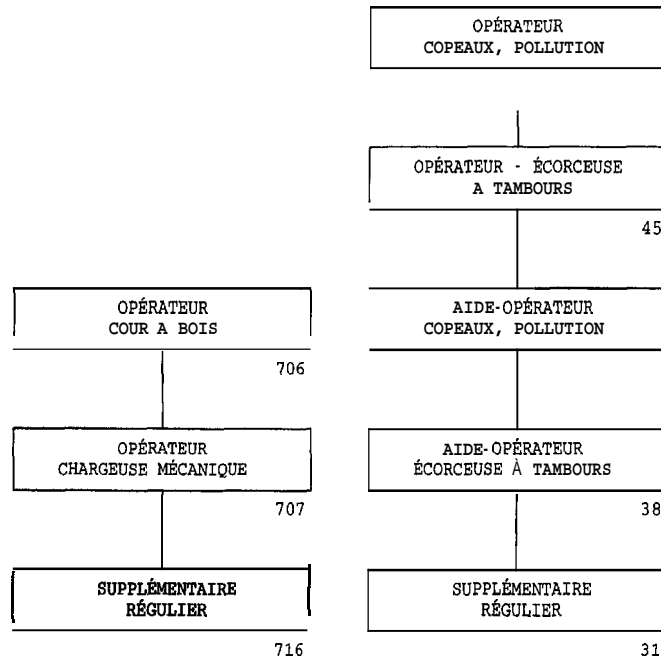 OPÉRATEUR
COPEAUX, POLLUTION
OPÉRATEUR - ÉCORCEUSE
A TAMBOURS
45
OPÉRATEUR
COUR A BOIS
706
AIDE-OPÉRATEUR
COPEAUX, POLLUTION
OPÉRATEUR
CHARGEUSE MÉCANIQUE
707
AIDE-OPÉRATEUR
ÉCORCEUSE À TAMBOURS
38
SUPPLÉMENTAIRE
RÉGULIER
716
SUPPLÉMENTAIRE
RÉGULIER
31